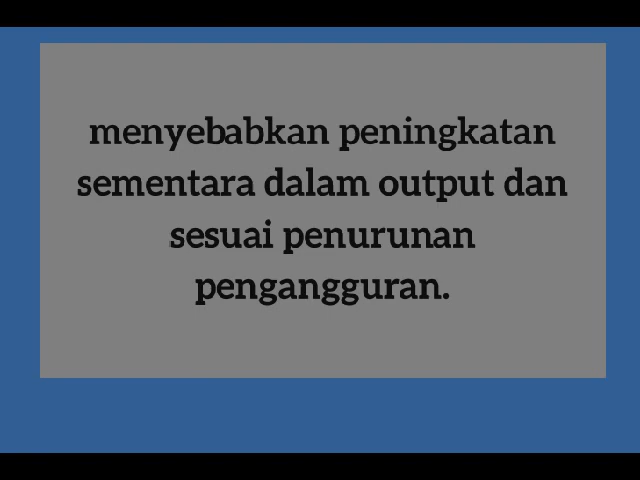 menyebabkan peningkatan
sementara dalam output dan
sesuai penurunan
pengangguran.